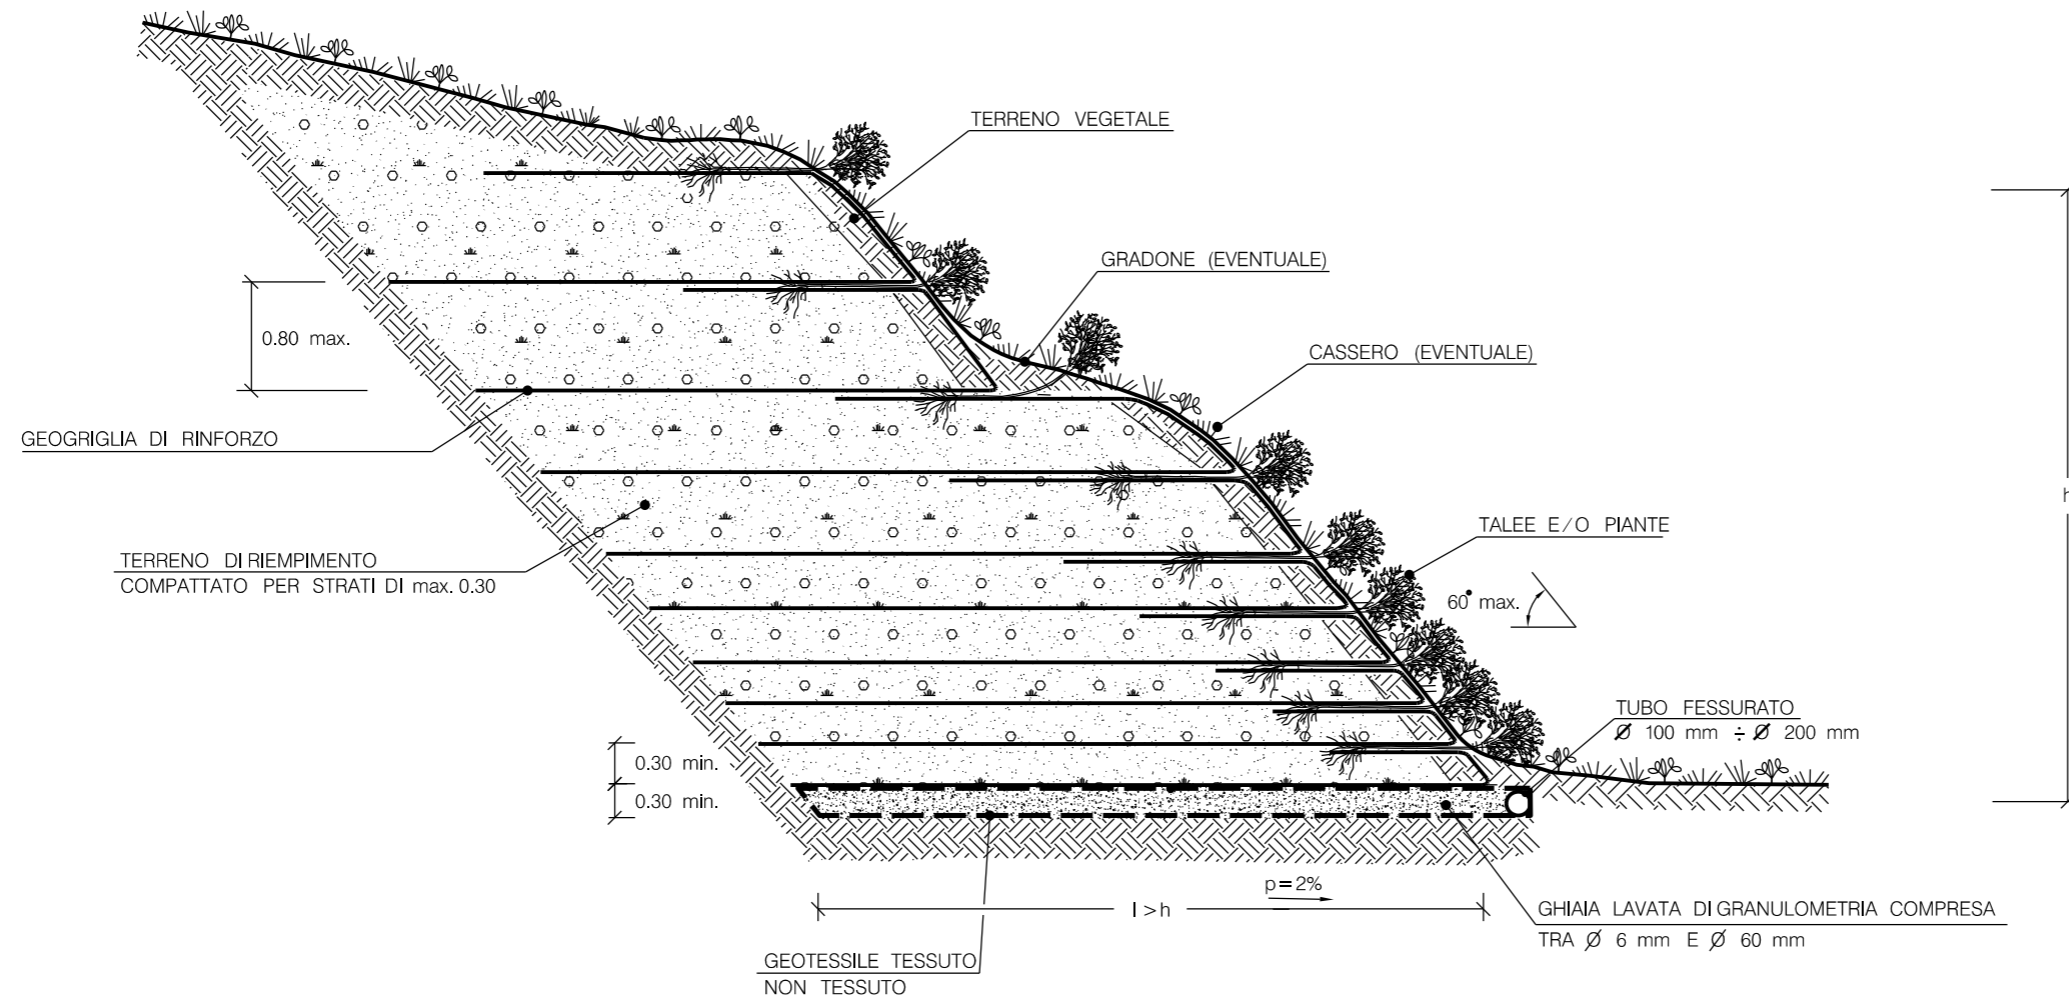 TERRENO VEGETALE
GRADONE (EVENTUALE)
0.80 max.
CASSERO (EVENTUALE)
GEOGRIGLIA DI RINFORZO
h
TALEE E/O PIANTE
TERRENO DI RIEMPIMENTO
COMPATTATO PER STRATI DI max. 0.30
60° max.
TUBO FESSURATO
Ø 100 mm ÷ Ø 200 mm
0.30 min.
0.30 min.
p=2%
l>h
GHIAIA LAVATA DI GRANULOMETRIA COMPRESA
TRA Ø 6 mm E Ø 60 mm
GEOTESSILE TESSUTO
NON TESSUTO